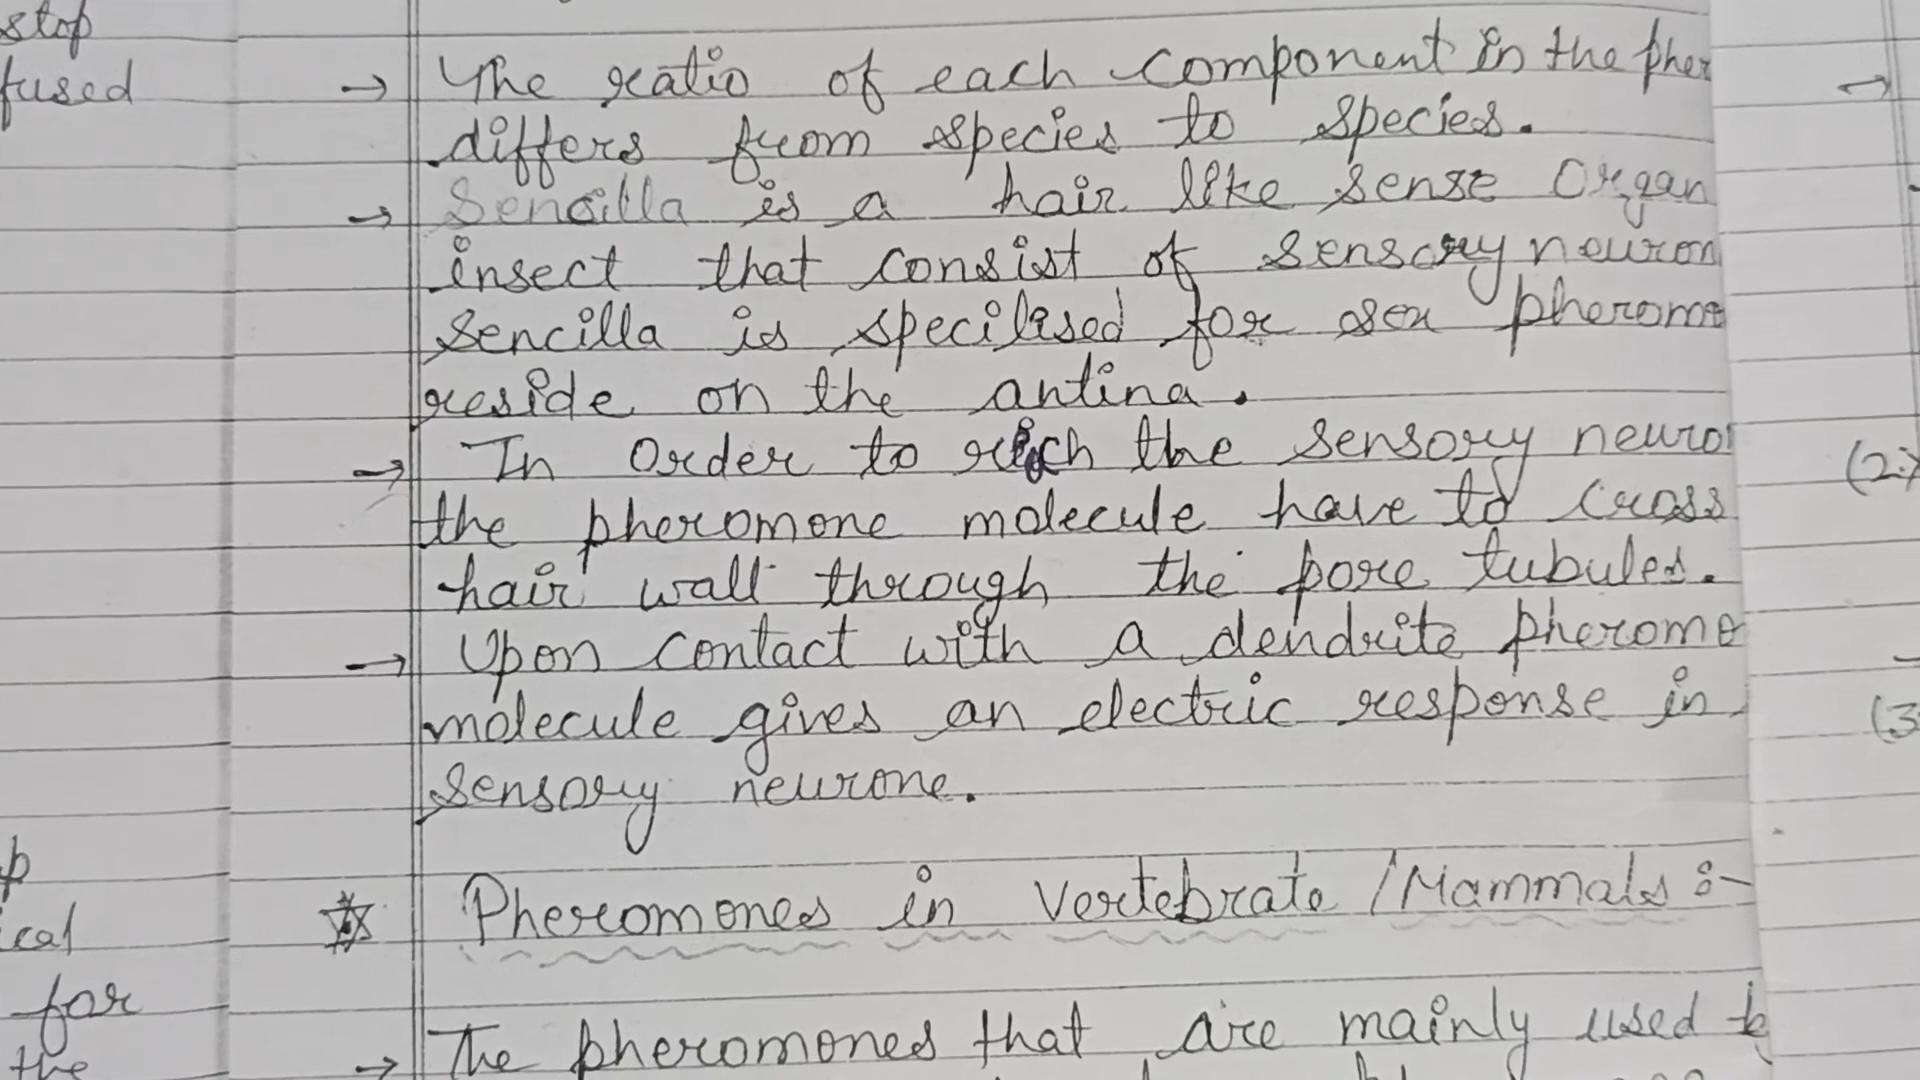 stop
fused
→ The ratio of each component in the pher
differs from species to species.
→ Sencilla is a hair like sense organ
insect that consist of sensory neuron
sencilla is specilised for sex pherom
reside on the antina.
→ In order to reach the sensory neuro
the pheromone molecule have to cross
hair wall through the pore tubules.
→ Upon contact with a dendrite pheromo
molecule gives an electric response in
sensory neurone.
p
ical
for
the
Pheromones in Vertebrate / Mammals :-
→ The pheromones that are mainly used
→
(2)
(3